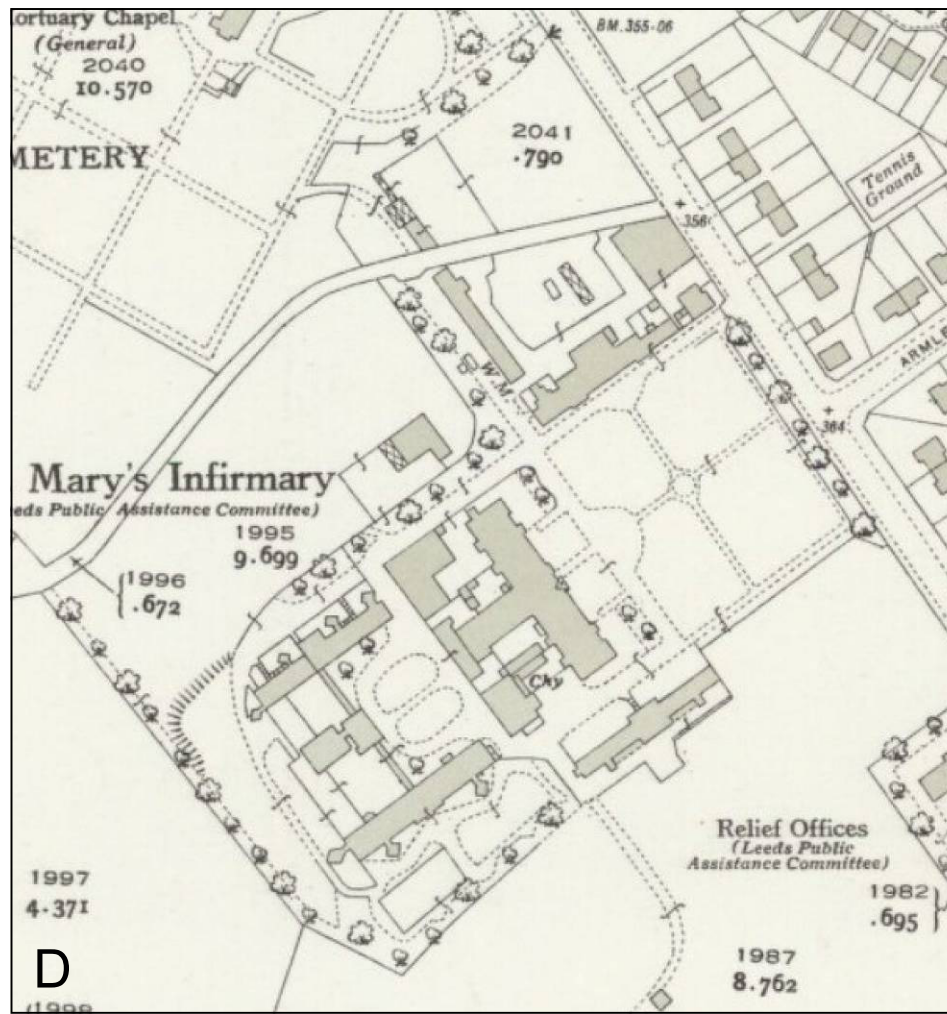 ortuary Chapel
(General)
2040
10.570
METERY
BM.355·06
2041
·790
Tennis
Ground
356
W.M
ARML
364
Mary's Infirmary
eds Public Assistance Committee)
1995
9.699
1996
.672
Chy
Relief Offices
(Leeds Public
Assistance Committee)
1982
.695
1997
4·371
1987
8.762
D